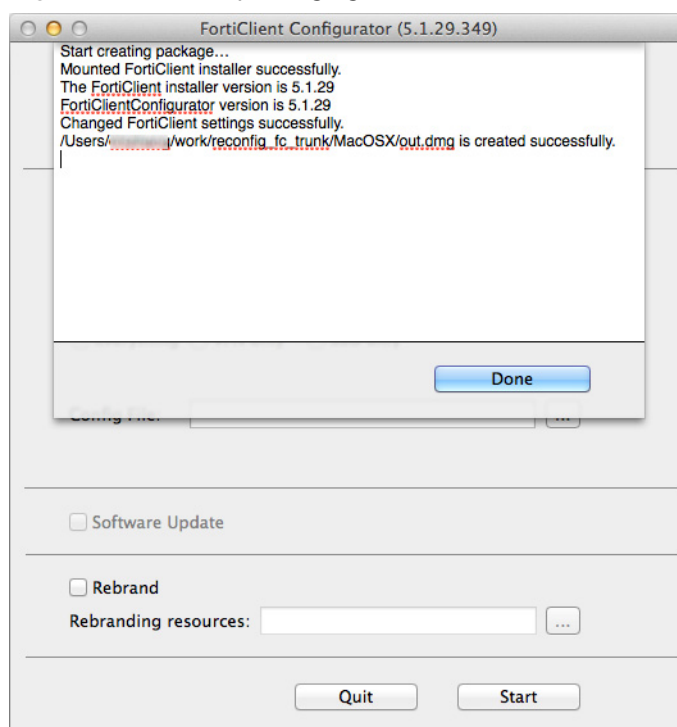 FortiClient Configurator (5.1.29.349)
Start creating package...
Mounted FortiClient installer successfully.
The FortiClient installer version is 5.1.29
FortiClientConfigurator version is 5.1.29
Changed FortiClient settings successfully.
/Users/ /work/reconfig_fc_trunk/MacOSX/out.dmg is created successfully.
Done
Config File:
...
Software Update
Rebrand
Rebranding resources:
...
Quit
Start